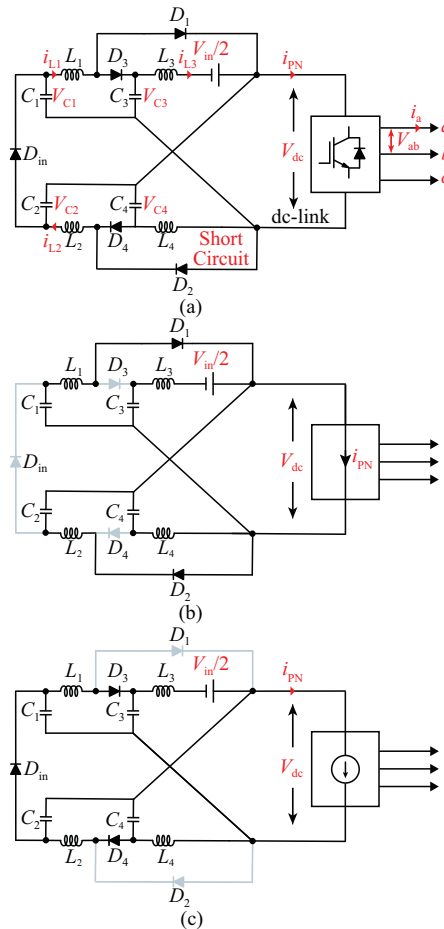 D1
iL1 L1 D3 L3 iL3 Vin/2 iPN
C1 VC1 C3 VC3
Din Vdc ia
Vab
C2 VC2 C4 VC4
dc-link
iL2 L2 D4 L4 Short
Circuit
D2
(a)
D1
L1 D3 L3 Vin/2
C1 C3
Din Vdc iPN
C2 C4
L2 D4 L4
D2
(b)
D1
L1 D3 L3 Vin/2 iPN
C1 C3
Din Vdc
C2 C4
L2 D4 L4
D2
(c)